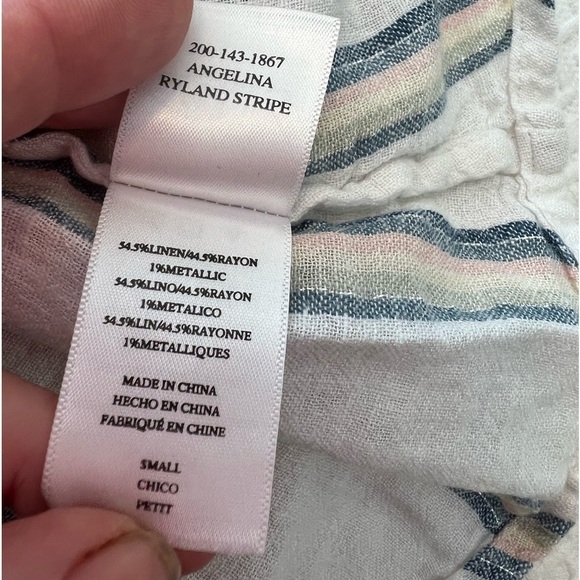 200-143-1867
ANGELINA
RYLAND STRIPE
54.5%LINEN/44.5%RAYON
1%METALLIC
54.5%LINO/44.5%RAYON
1%METALICO
54.5%LIN/44.5%RAYONNE
1%METALLIQUES
MADE IN CHINA
HECHO EN CHINA
FABRIQUÉ EN CHINE
SMALL
CHICO
PETIT